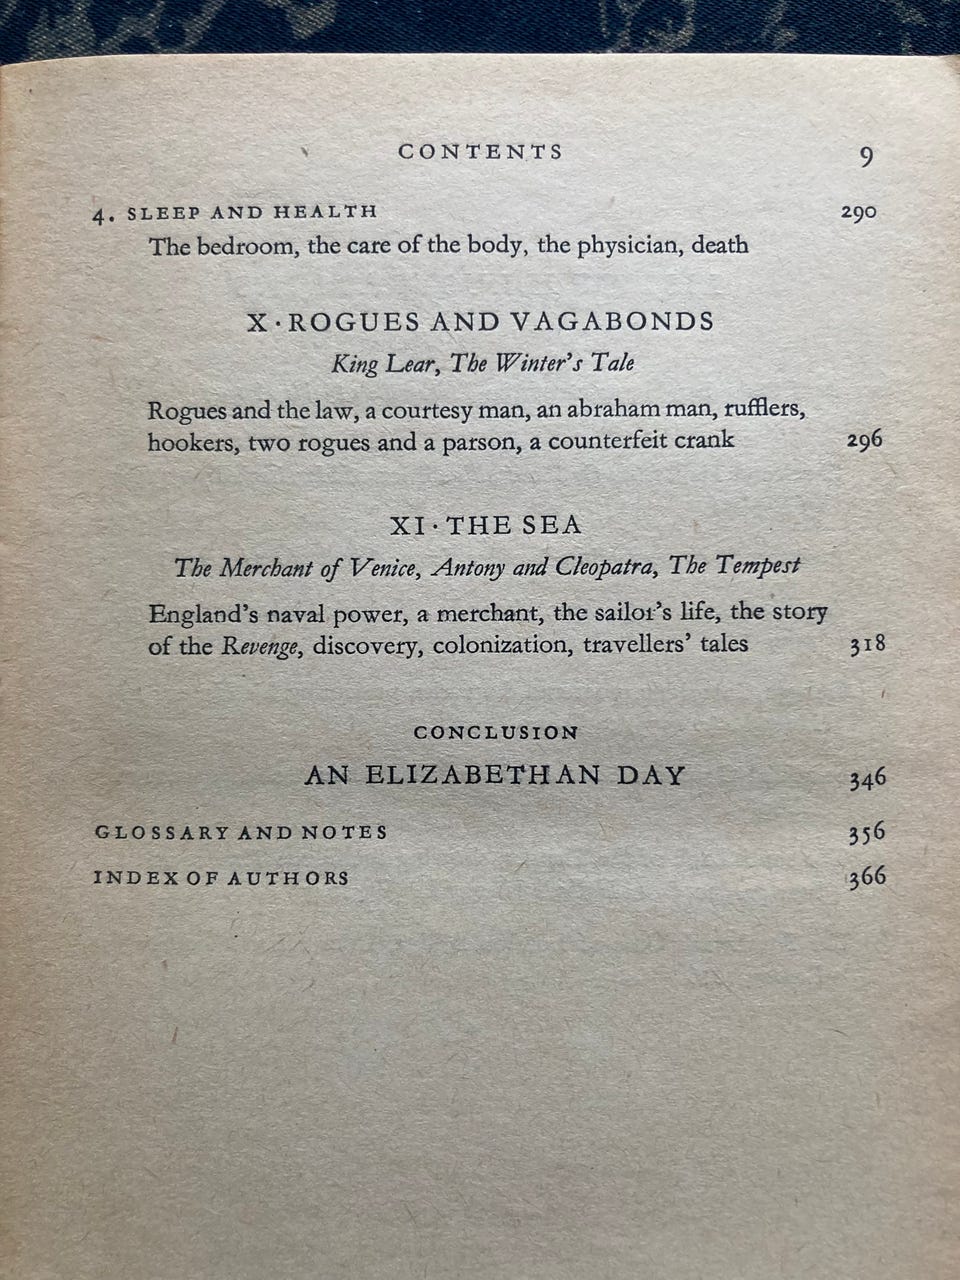 CONTENTS 9
4. SLEEP AND HEALTH 290
The bedroom, the care of the body, the physician, death
X · ROGUES AND VAGABONDS
King Lear, The Winter's Tale
Rogues and the law, a courtesy man, an abraham man, rufflers,
hookers, two rogues and a parson, a counterfeit crank 296
XI · THE SEA
The Merchant of Venice, Antony and Cleopatra, The Tempest
England's naval power, a merchant, the sailor's life, the story
of the Revenge, discovery, colonization, travellers' tales 318
CONCLUSION
AN ELIZABETHAN DAY 346
GLOSSARY AND NOTES 356
INDEX OF AUTHORS 366